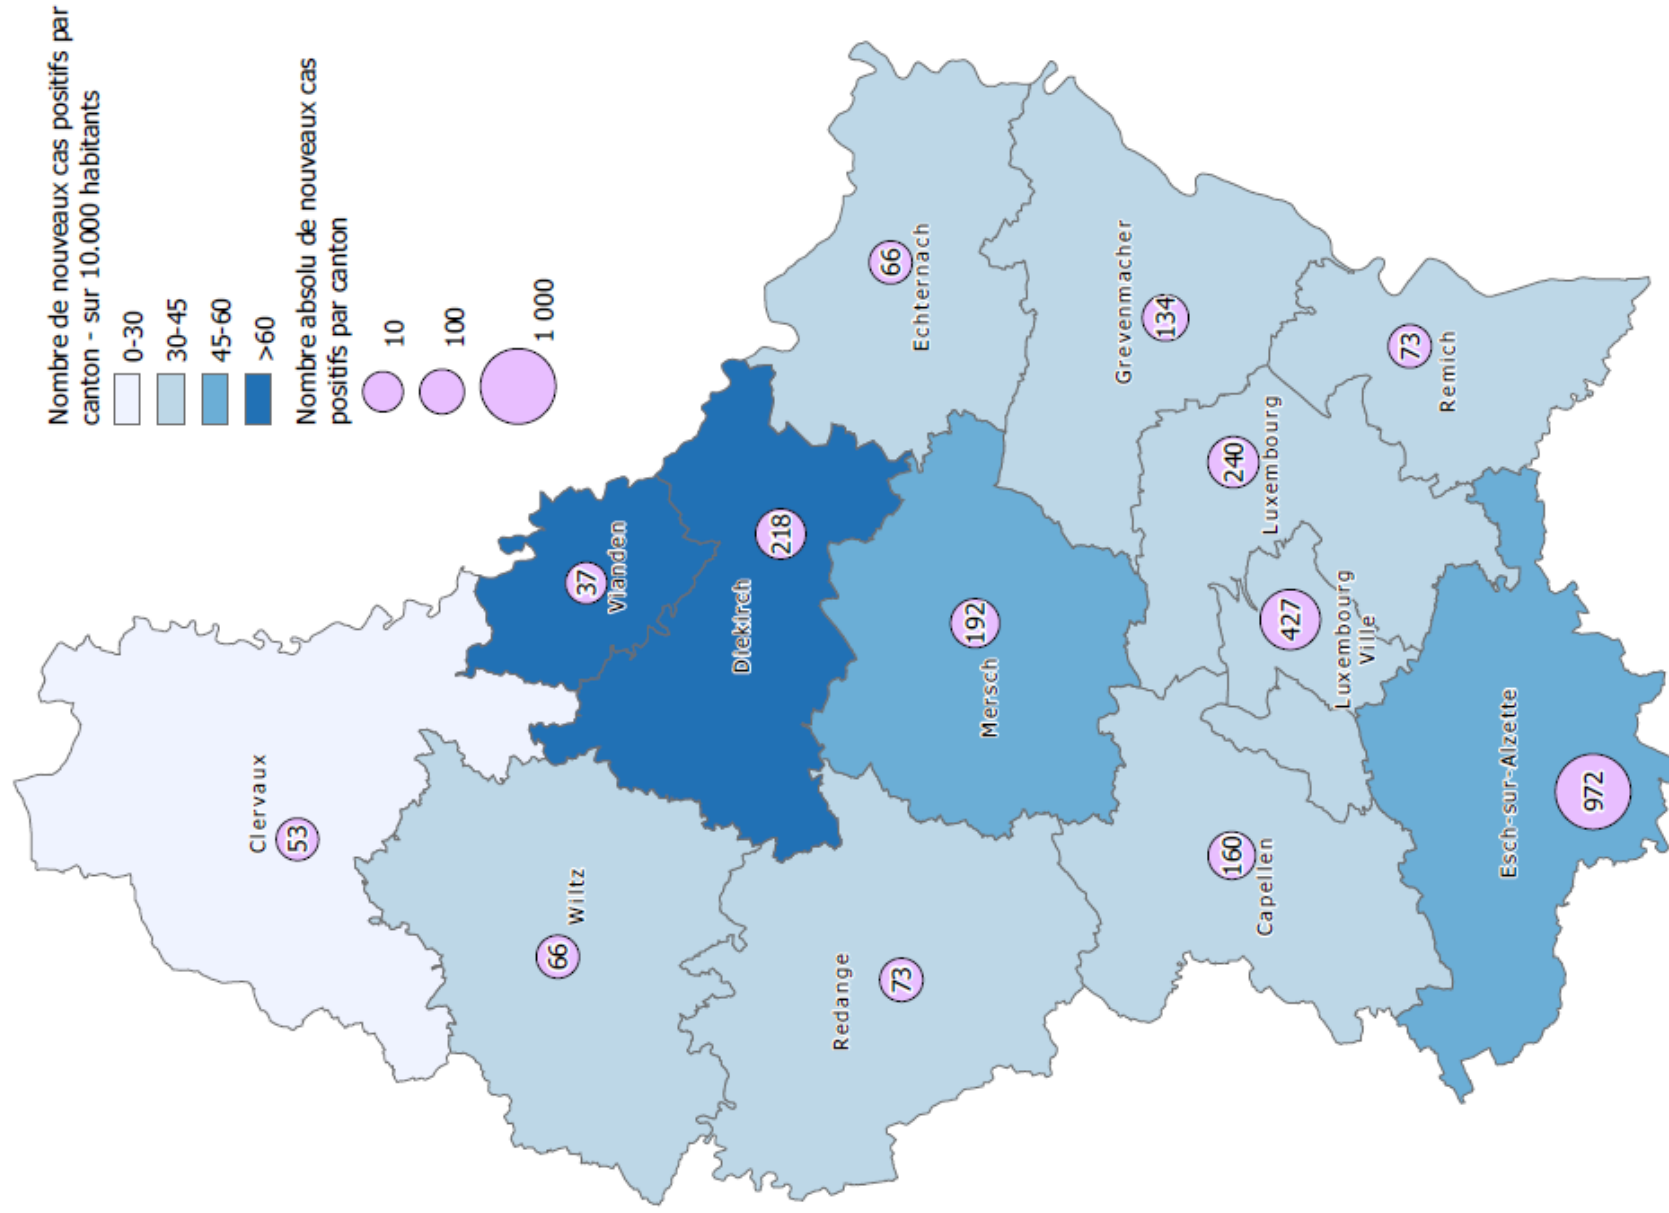 Nombre de nouveaux cas positifs par
canton - sur 10.000 habitants
0-30
30-45
45-60
>60
Nombre absolu de nouveaux cas
positifs par canton
10
100
1 000
Clervaux
53
Wiltz
66
37
Vianden
Diekirch
218
Redange
73
192
Mersch
66
Echternach
Grevenmacher
134
240
Luxembourg
427
Luxembourg
Ville
160
Capellen
73
Remich
Esch-sur-Alzette
972